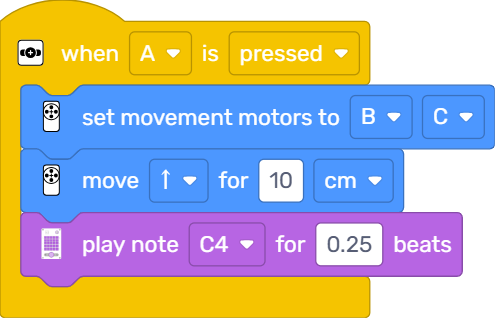 when A is pressed
set movement motors to B C
move ↑ for 10 cm
play note C4 for 0.25 beats